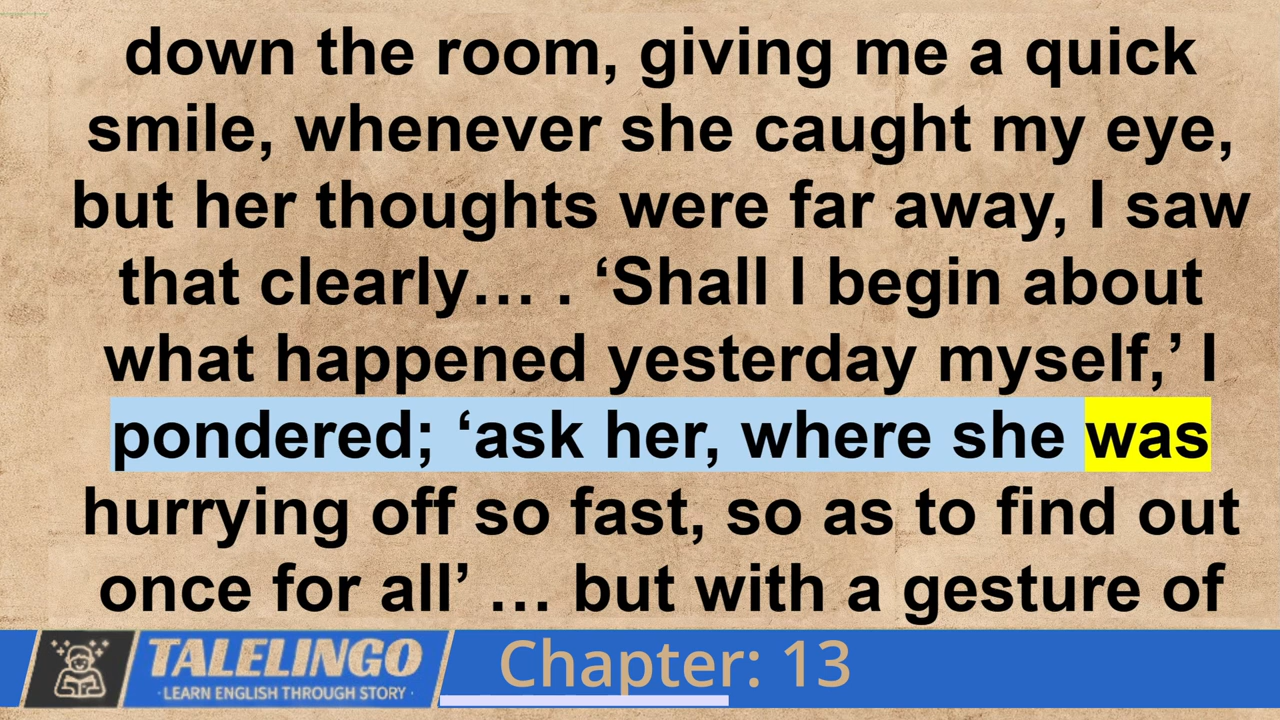 down the room, giving me a quick
smile, whenever she caught my eye,
but her thoughts were far away, I saw
that clearly… . ‘Shall I begin about
what happened yesterday myself,’ I
pondered; ‘ask her, where she was
hurrying off so fast, so as to find out
once for all’ … but with a gesture of
TALELINGO
· LEARN ENGLISH THROUGH STORY ·
Chapter: 13